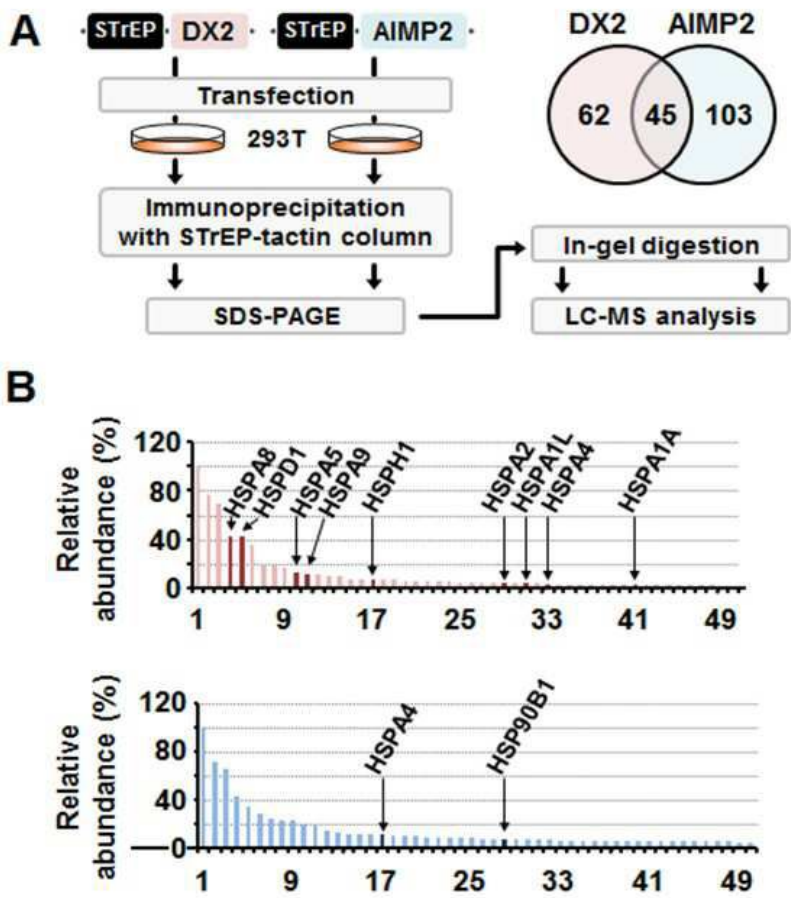 A
STrEP DX2 STrEP AIMP2
Transfection
293T
Immunoprecipitation
with STrEP-tactin column
SDS-PAGE
DX2 AIMP2
62 45 103
In-gel digestion
LC-MS analysis
B
Relative
abundance (%)
120
80
40
0
HSPA8
HSPD1
HSPA5
HSPA9
HSPH1
HSPA2
HSPA1L
HSPA4
HSPA1A
1 9 17 25 33 41 49
Relative
abundance (%)
120
80
40
0
HSPA4
HSP90B1
1 9 17 25 33 41 49